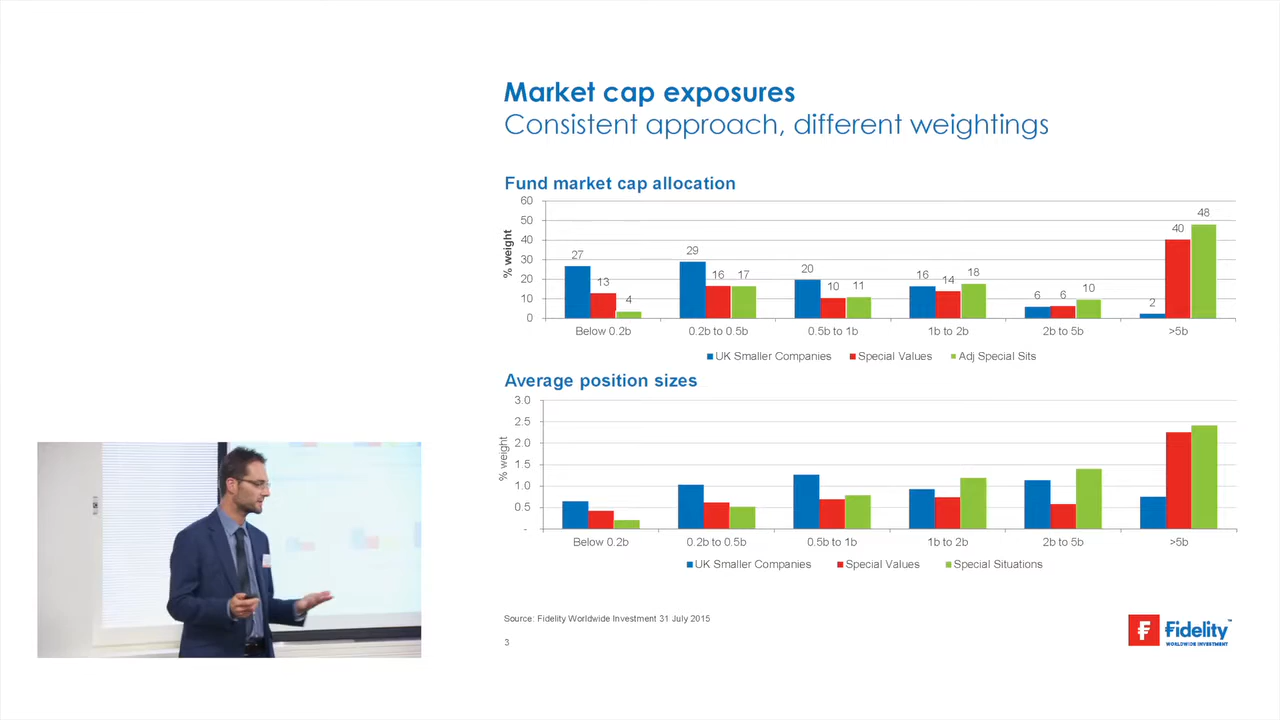 Market cap exposures
Consistent approach, different weightings
Fund market cap allocation
% weight
60
50
40
30
20
10
0
27 13 4 29 16 17 20 10 11 16 14 18 6 6 10 2 40 48
Below 0.2b 0.2b to 0.5b 0.5b to 1b 1b to 2b 2b to 5b >5b
UK Smaller Companies Special Values Adj Special Sits
Average position sizes
% weight
3.0
2.5
2.0
1.5
1.0
0.5
-
Below 0.2b 0.2b to 0.5b 0.5b to 1b 1b to 2b 2b to 5b >5b
UK Smaller Companies Special Values Special Situations
Source: Fidelity Worldwide Investment 31 July 2015
3
Fidelity™
WORLDWIDE INVESTMENT